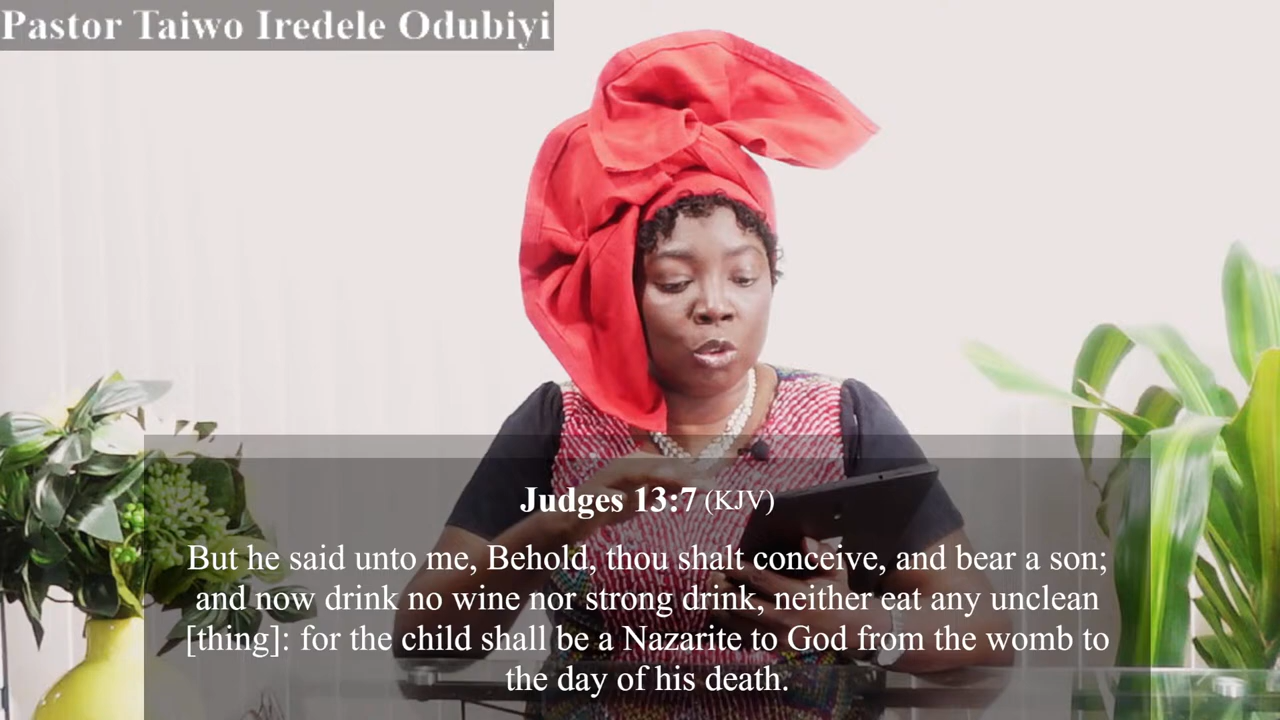 Pastor Taiwo Iredele Odubiyi
Judges 13:7 (KJV)
But he said unto me, Behold, thou shalt conceive, and bear a son;
and now drink no wine nor strong drink, neither eat any unclean
[thing]: for the child shall be a Nazarite to God from the womb to
the day of his death.